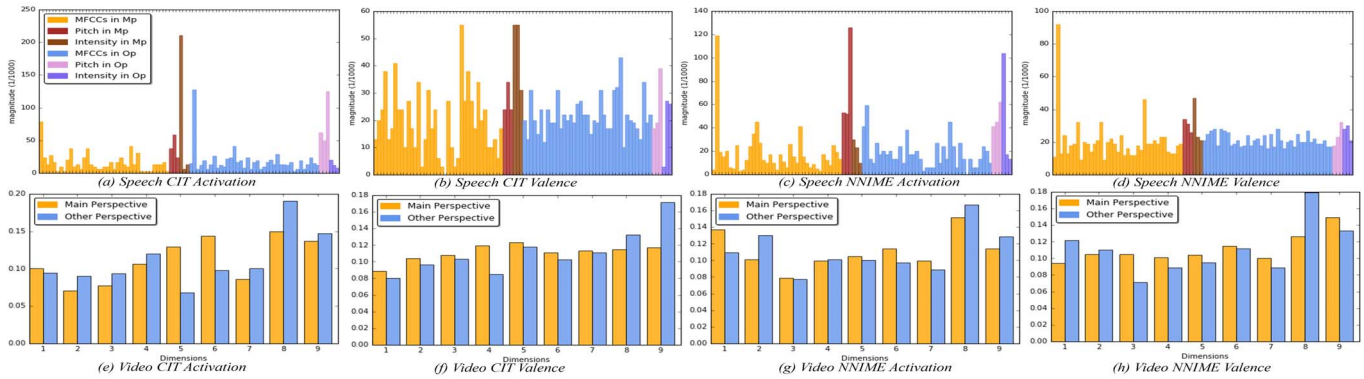 250
200
150
100
50
0
magnitude (1/1000)
MFCCs in Mp
Pitch in Mp
Intensity in Mp
MFCCs in Op
Pitch in Op
Intensity in Op
(a) Speech CIT Activation
60
50
40
30
20
10
0
magnitude (1/1000)
(b) Speech CIT Valence
140
120
100
80
60
40
20
0
magnitude (1/1000)
(c) Speech NNIME Activation
100
80
60
40
20
0
magnitude (1/1000)
(d) Speech NNIME Valence
0.20
0.15
0.10
0.05
0.00
Main Perspective
Other Perspective
1 2 3 4 5 6 7 8 9
Dimensions
(e) Video CIT Activation
0.18
0.16
0.14
0.12
0.10
0.08
0.06
0.04
0.02
0.00
Main Perspective
Other Perspective
1 2 3 4 5 6 7 8 9
Dimensions
(f) Video CIT Valence
0.18
0.16
0.14
0.12
0.10
0.08
0.06
0.04
0.02
0.00
Main Perspective
Other Perspective
1 2 3 4 5 6 7 8 9
Dimensions
(g) Video NNIME Activation
0.18
0.16
0.14
0.12
0.10
0.08
0.06
0.04
0.02
0.00
Main Perspective
Other Perspective
1 2 3 4 5 6 7 8 9
Dimensions
(h) Video NNIME Valence